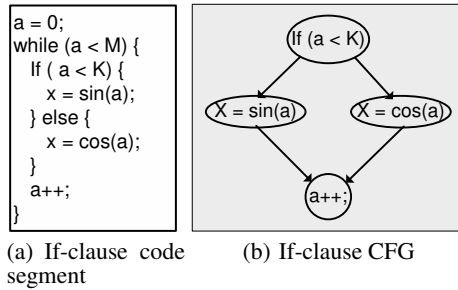 a = 0;
while (a < M) {
If ( a < K) {
x = sin(a);
} else {
x = cos(a);
}
a++;
}
If (a < K)
X = sin(a)
X = cos(a)
a++;
(a) If-clause code
segment
(b) If-clause CFG